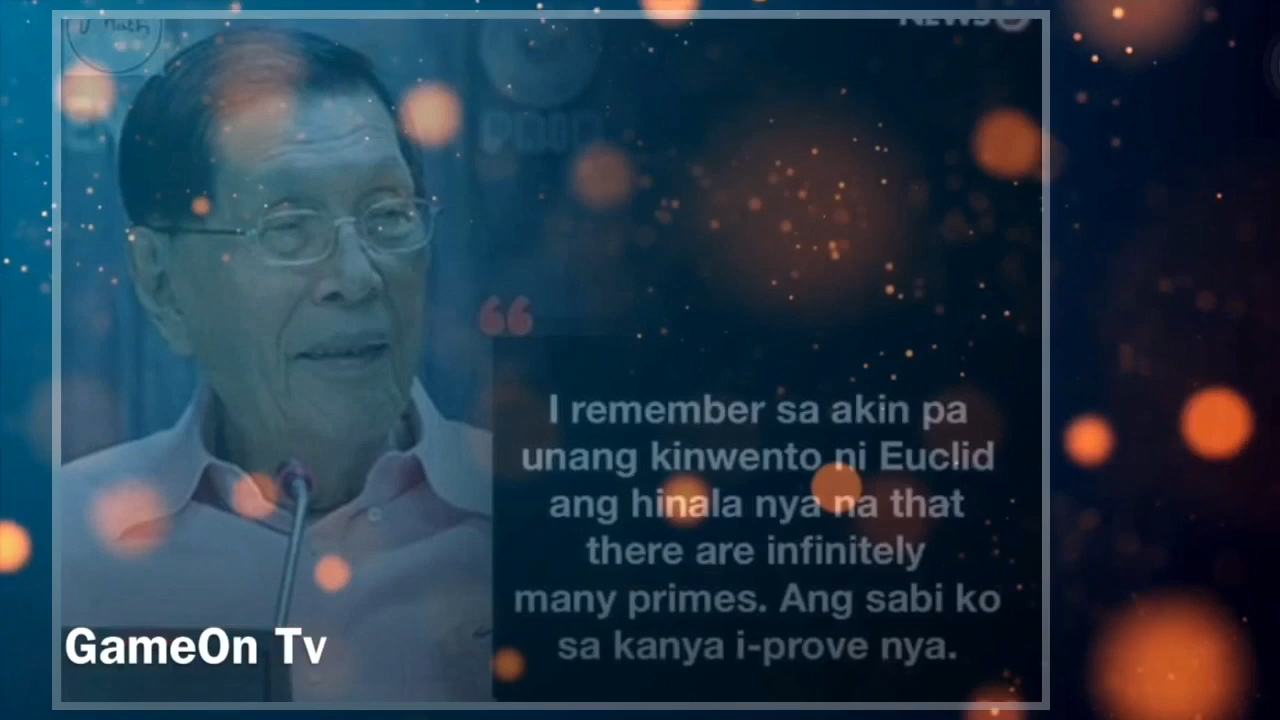 NEWS
I remember sa akin pa
unang kinwento ni Euclid
ang hinala nya na that
there are infinitely
many primes. Ang sabi ko
sa kanya i-prove nya.
GameOn Tv